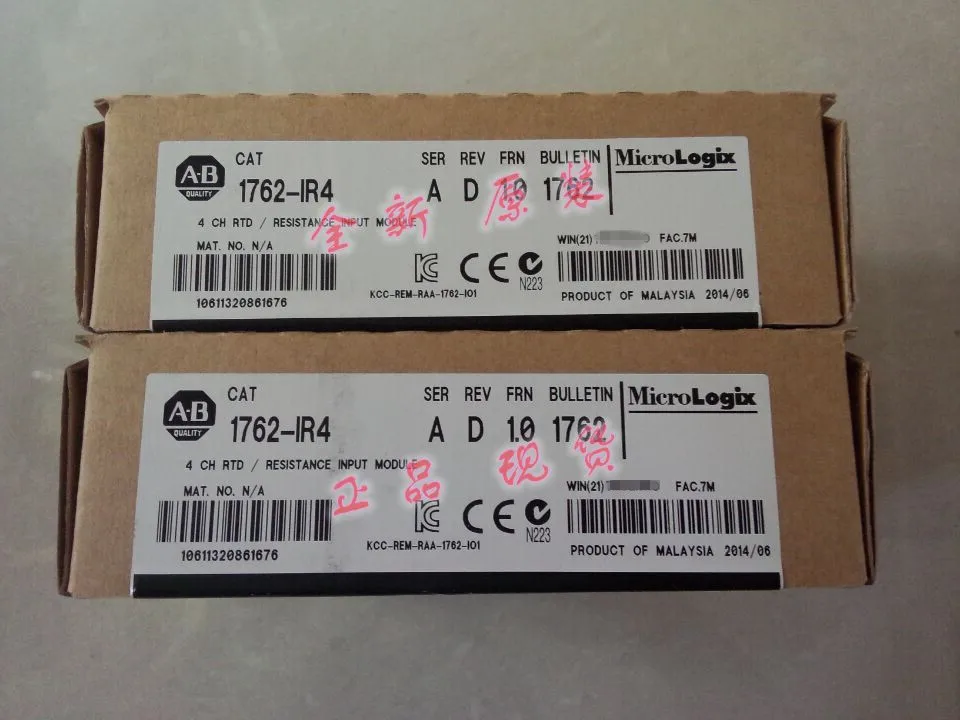 CAT SER REV FRN BULLETIN MicroLogix
A-B QUALITY 1762-IR4 A D 1.0 1762
4 CH RTD / RESISTANCE INPUT MODULE
全新 原装
MAT. NO. N/A WIN(21) FAC.7M
N223
10611320861676 KCC-REM-RAA-1762-IO1 PRODUCT OF MALAYSIA 2014/06
CAT SER REV FRN BULLETIN MicroLogix
A-B QUALITY 1762-IR4 A D 1.0 1762
4 CH RTD / RESISTANCE INPUT MODULE
正品 现货
MAT. NO. N/A WIN(21) FAC.7M
N223
10611320861676 KCC-REM-RAA-1762-IO1 PRODUCT OF MALAYSIA 2014/06